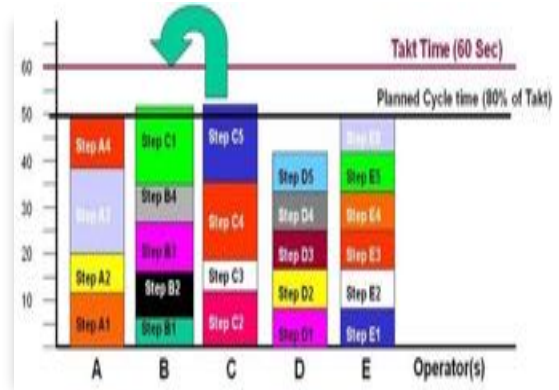 Takt Time (60 Sec)
Planned Cycle time (80% of Takt)
60
50
40
30
20
10
Step A4
Step A3
Step A2
Step A1
Step C1
Step B4
Step B2
Step B1
Step C5
Step C4
Step C3
Step C2
Step D5
Step D4
Step D3
Step D2
Step D1
Step E5
Step E4
Step E3
Step E2
Step E1
A B C D E Operator(s)